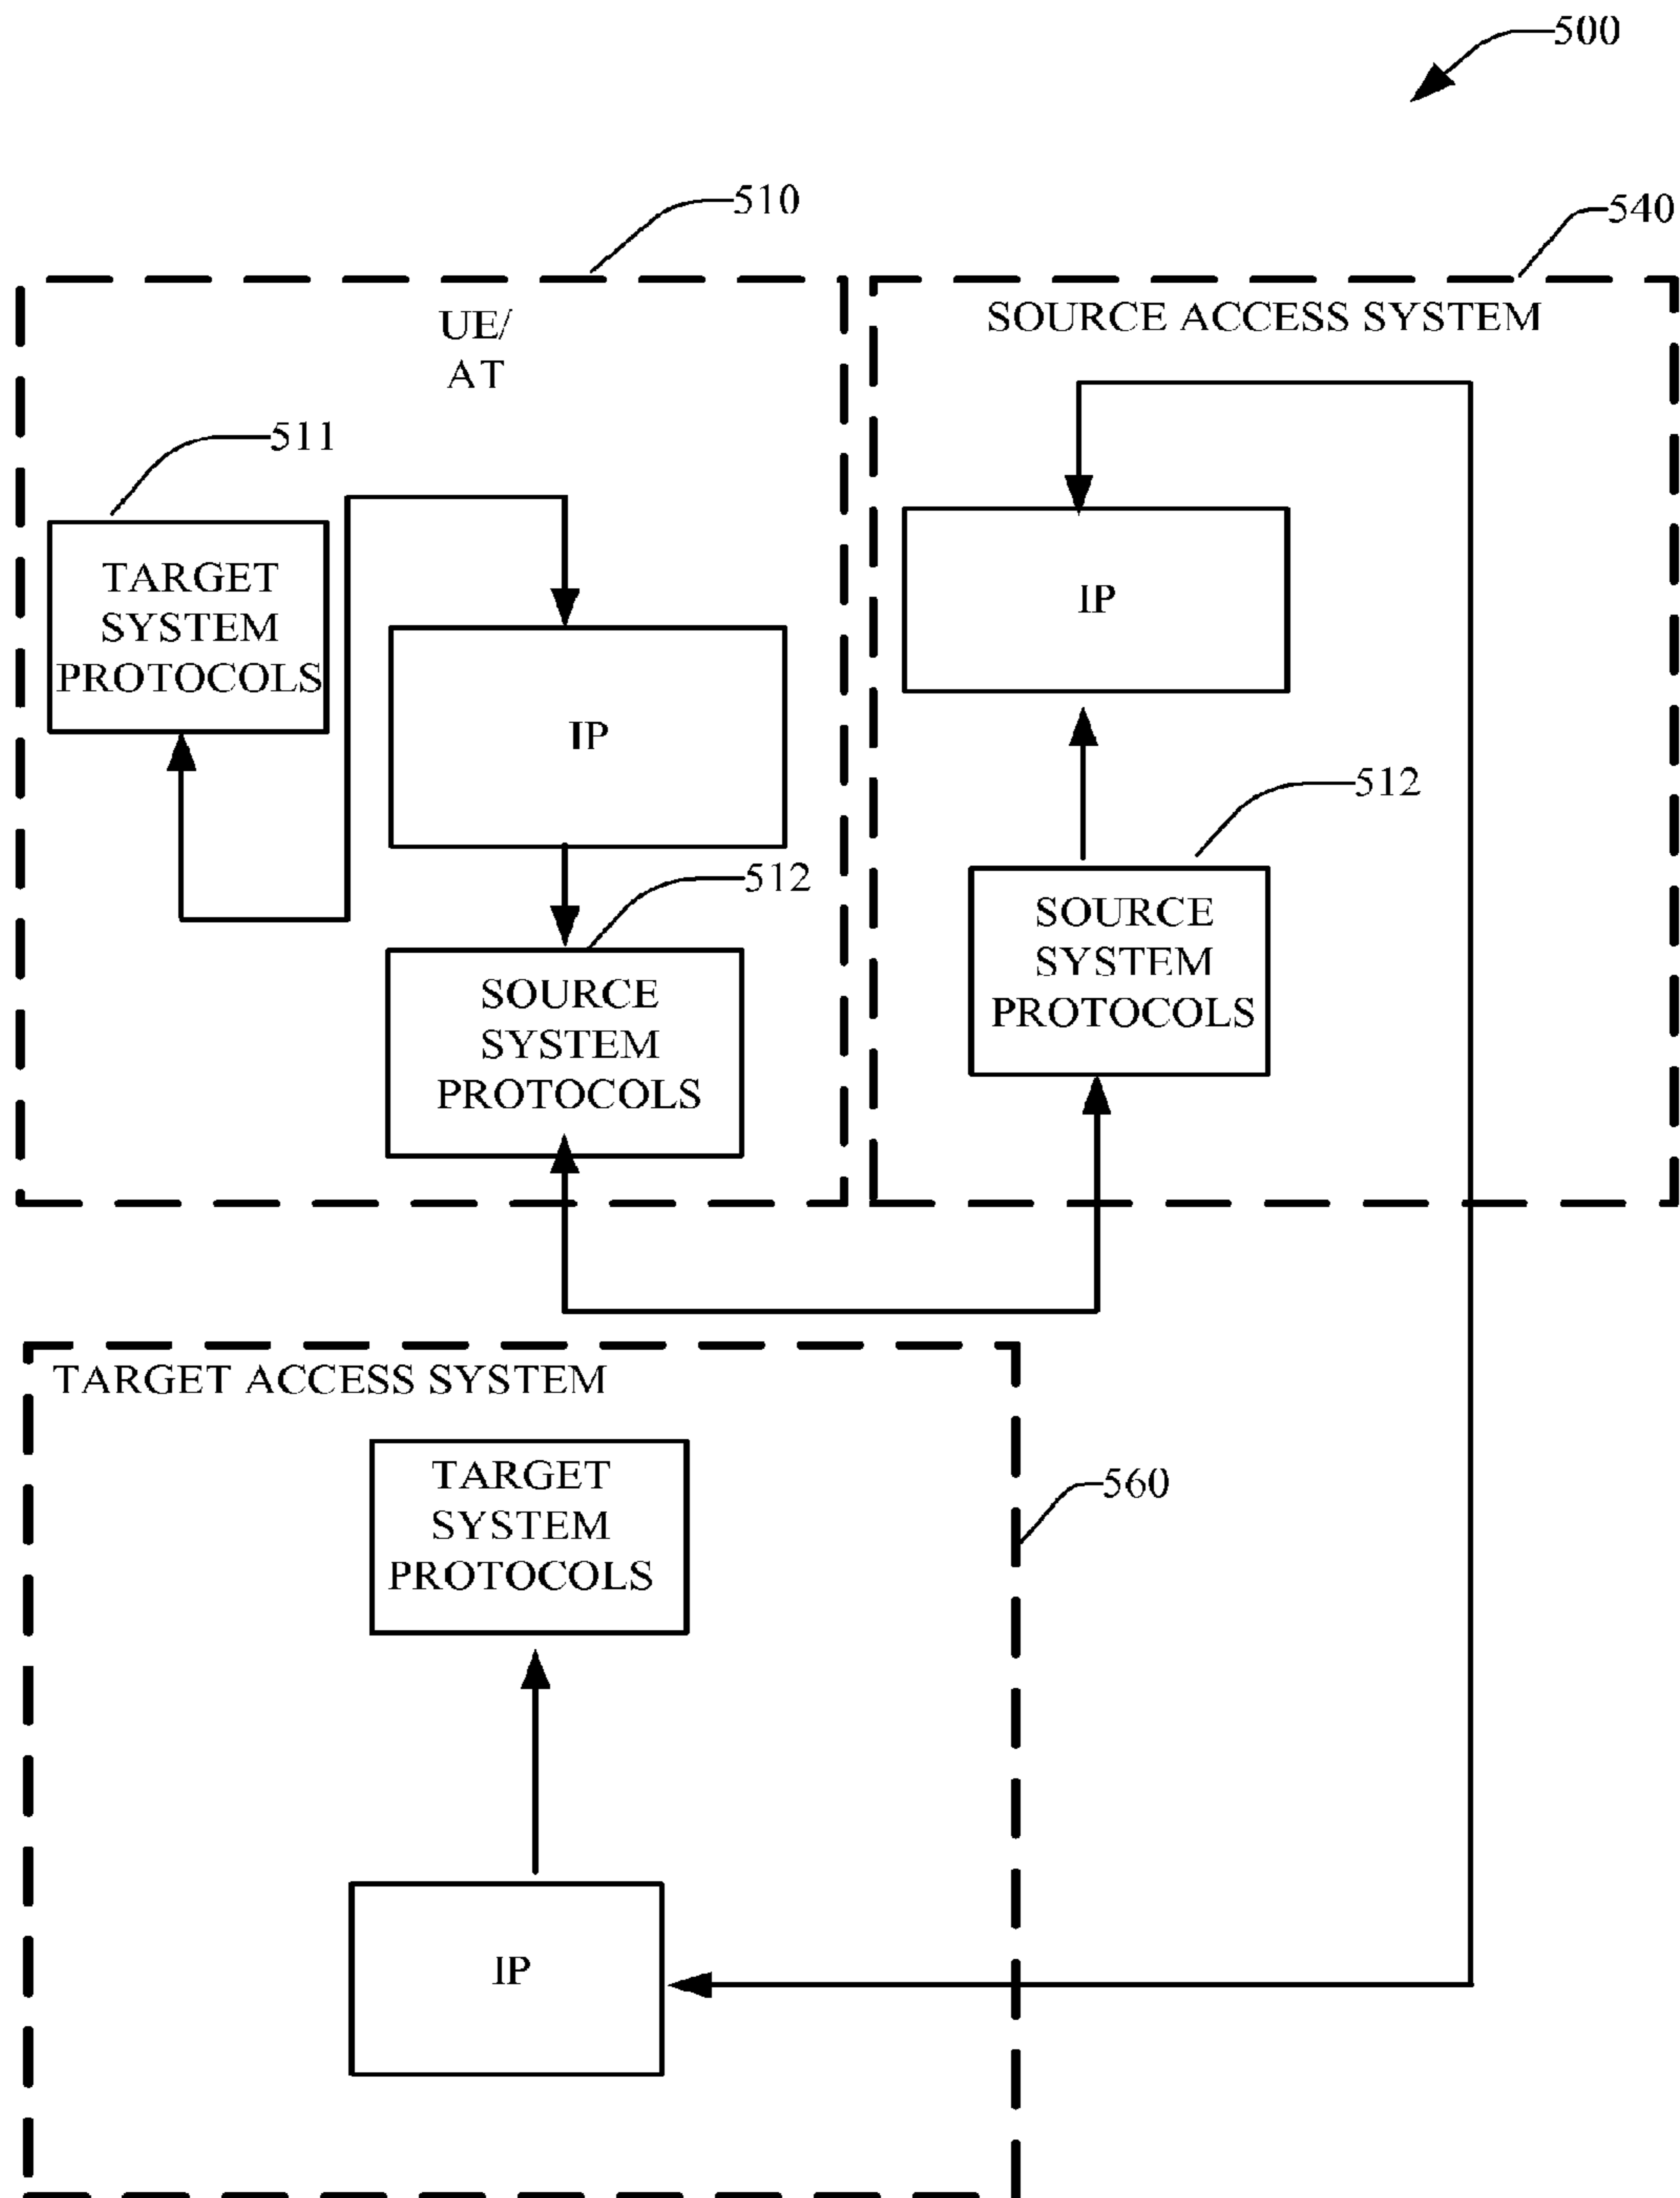 500
510
540
UE/
AT
SOURCE ACCESS SYSTEM
511
TARGET
SYSTEM
PROTOCOLS
IP
IP
512
512
SOURCE
SYSTEM
PROTOCOLS
SOURCE
SYSTEM
PROTOCOLS
TARGET ACCESS SYSTEM
TARGET
SYSTEM
PROTOCOLS
560
IP